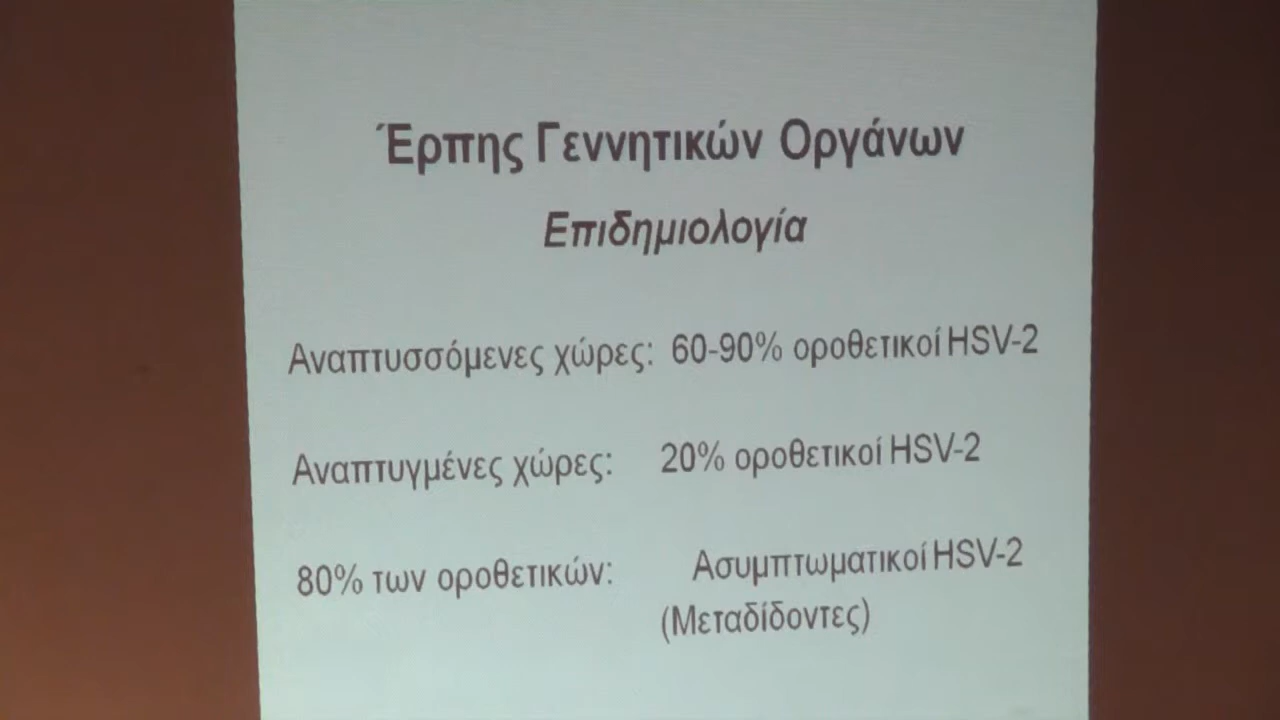 Έρπης Γεννητικών Οργάνων
Επιδημιολογία
Αναπτυσσόμενες χώρες: 60-90% οροθετικοί HSV-2
Αναπτυγμένες χώρες: 20% οροθετικοί HSV-2
80% των οροθετικών: Ασυμπτωματικοί HSV-2
(Μεταδίδοντες)